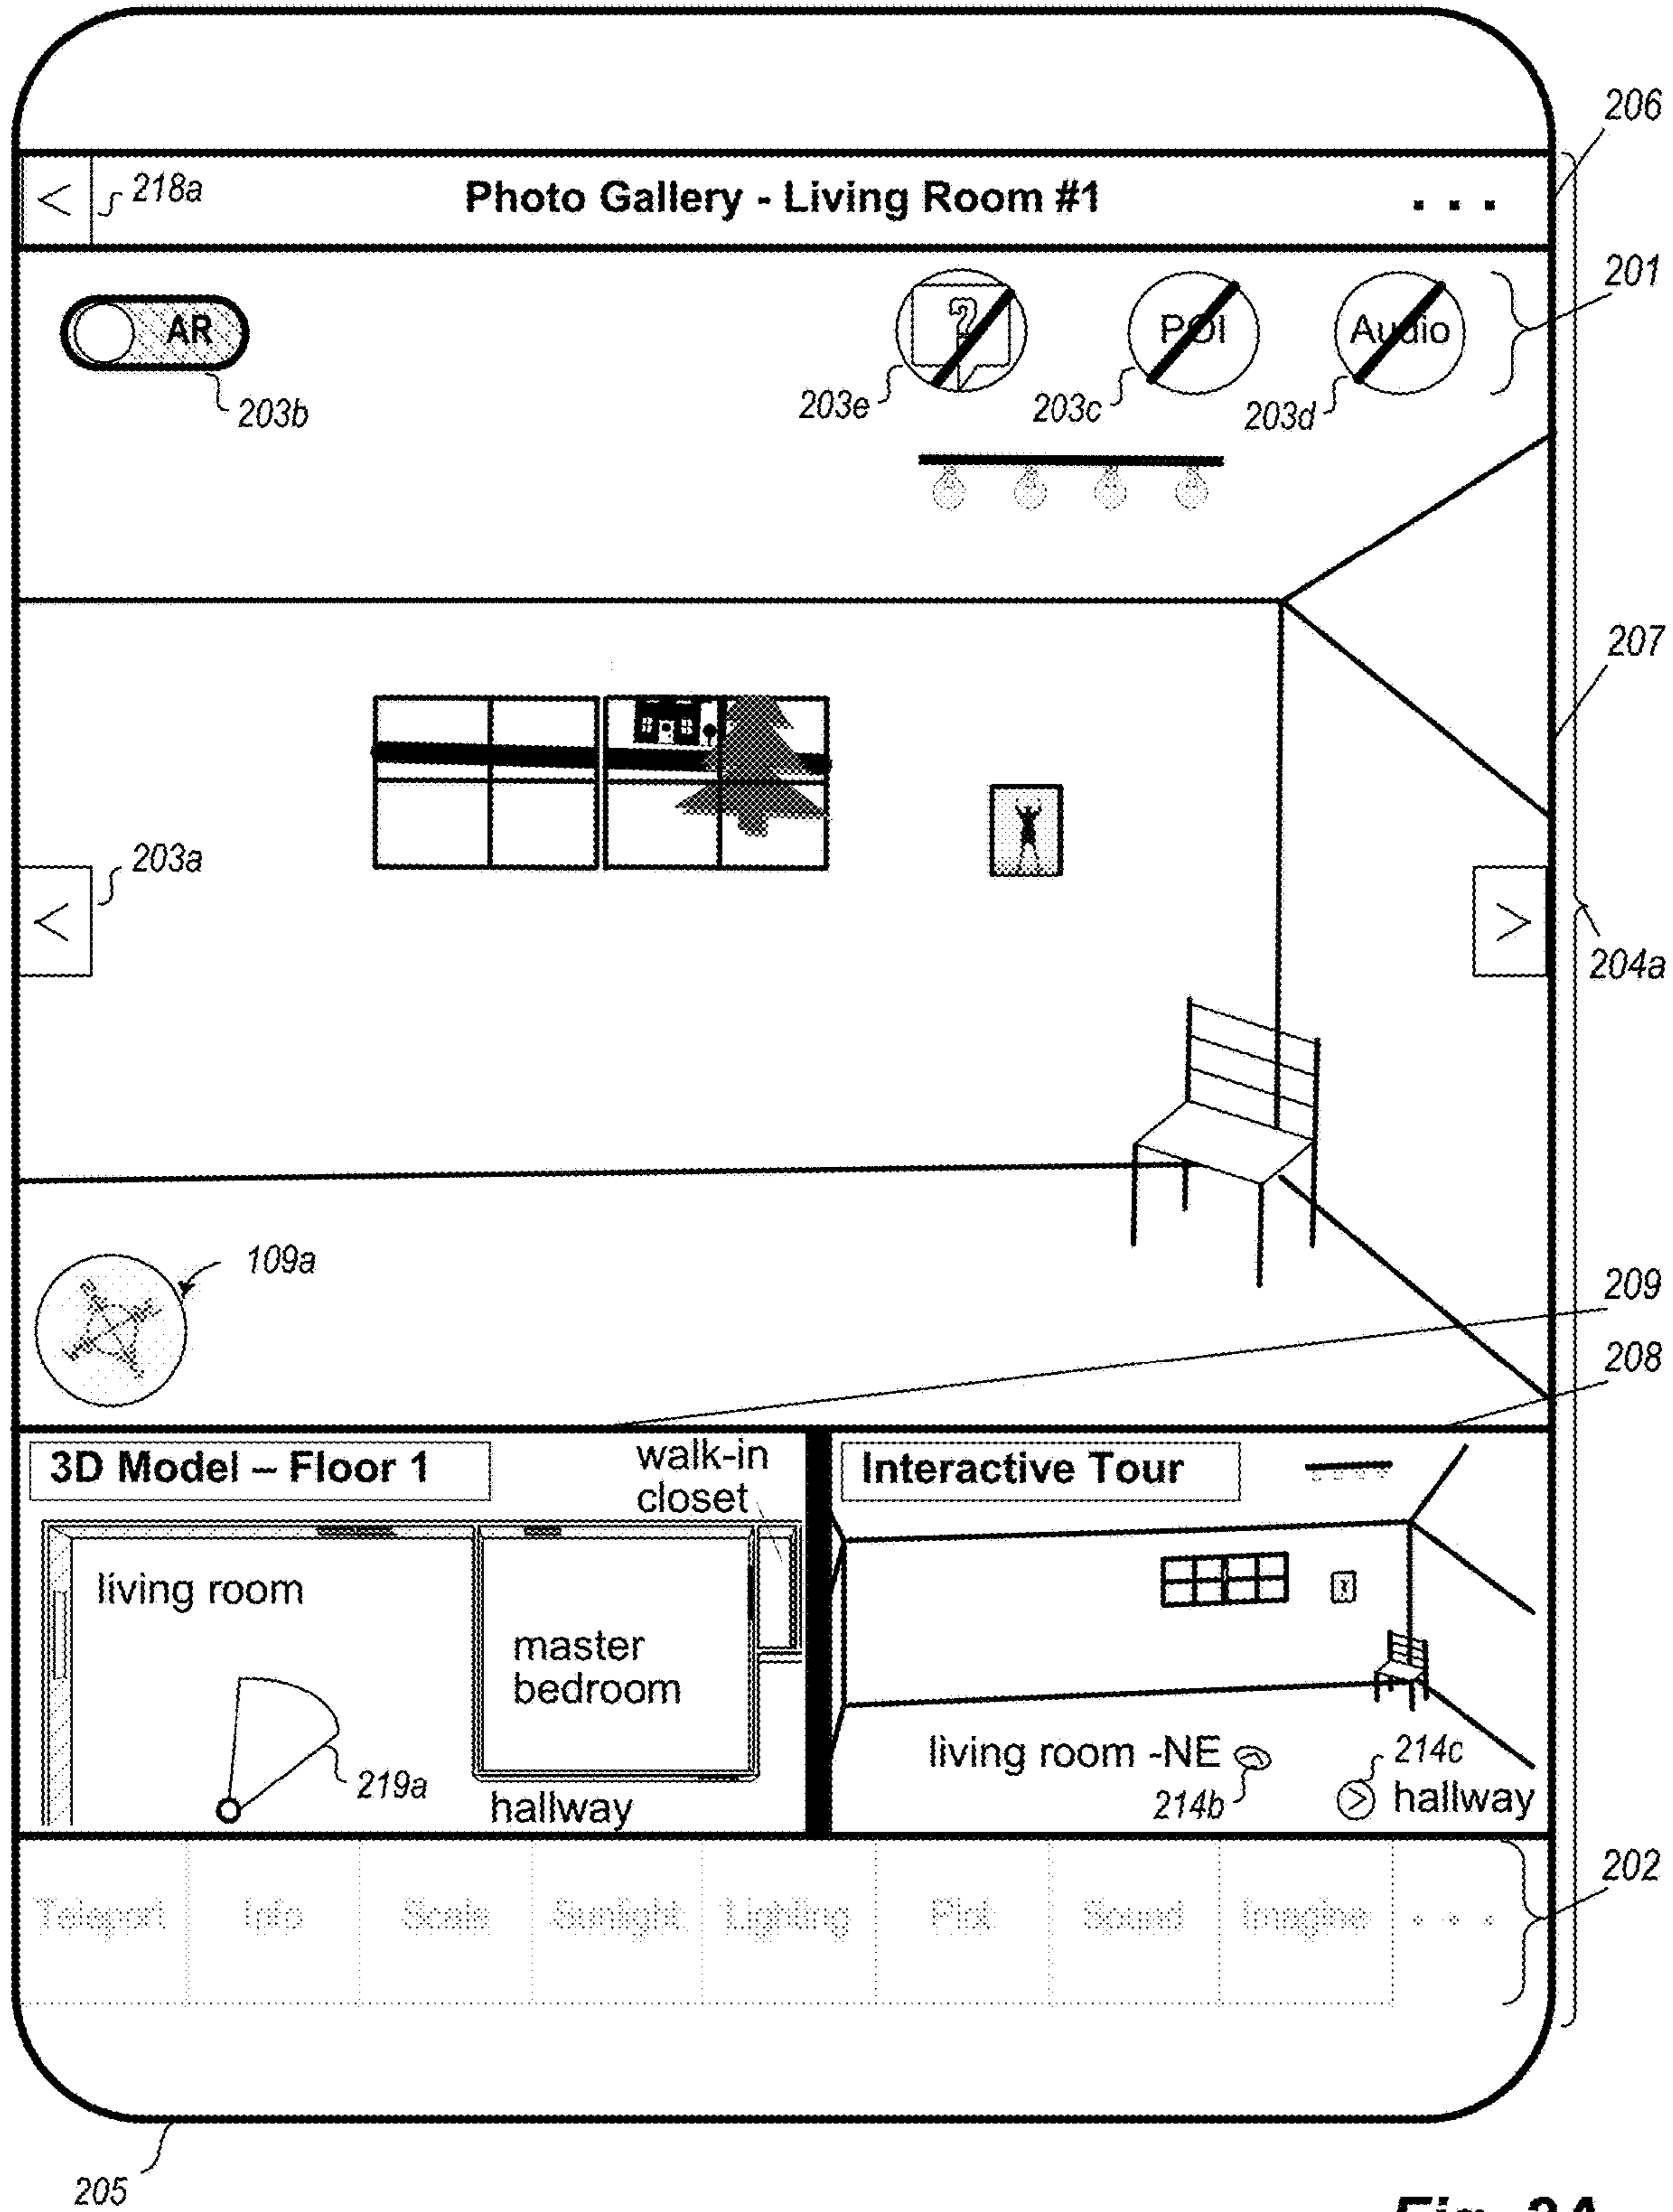 206
< 218a Photo Gallery - Living Room #1 . . .
201
AR ? POI Audio
203b 203e 203c 203d
207
203a
< >
204a
109a
209
208
3D Model – Floor 1 walk-in closet Interactive Tour
living room
master
bedroom
living room -NE 214c
219a 214b
hallway > hallway
202
Teleport Info Scale Sunlight Lighting Plot Sound Imagine . . .
205